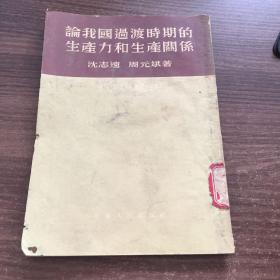 論我國過渡時期的
生產力和生產關係
沈志遠 周元斌著